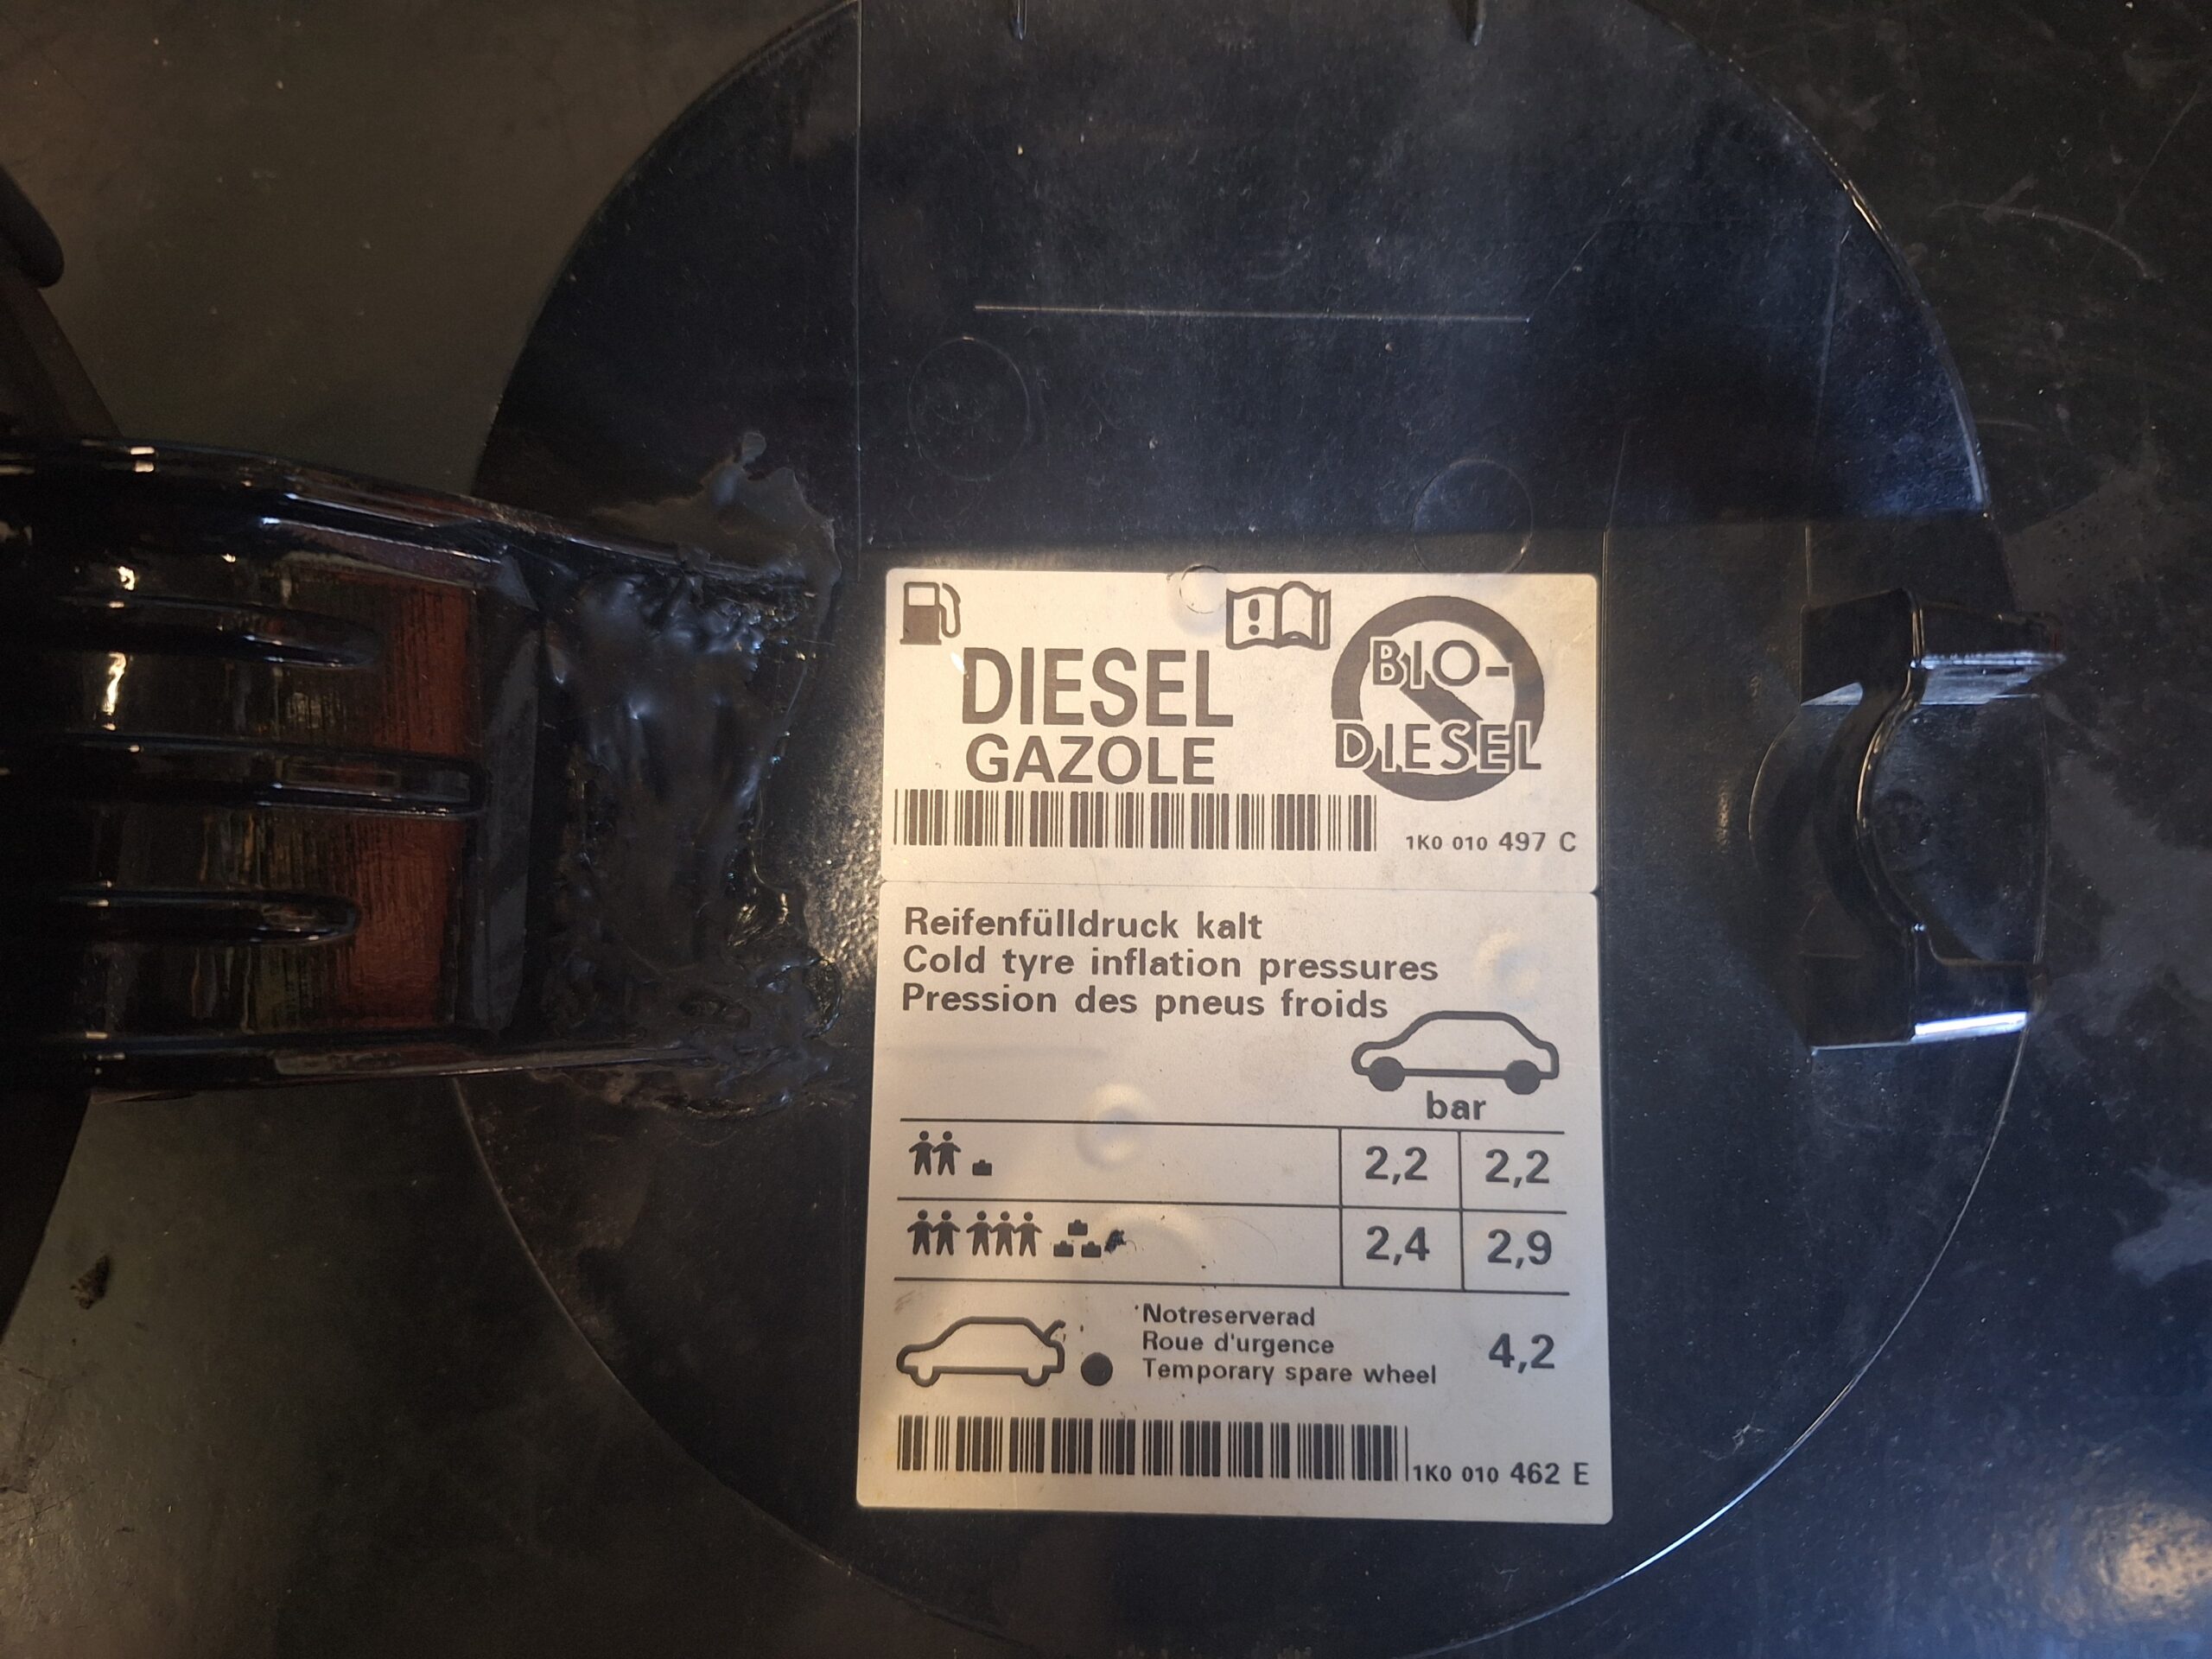 DIESEL
GAZOLE
BIO-
DIESEL
1K0 010 497 C
Reifenfülldruck kalt
Cold tyre inflation pressures
Pression des pneus froids
bar
2,2 2,2
2,4 2,9
Notreserverad
Roue d'urgence
Temporary spare wheel
4,2
1K0 010 462 E